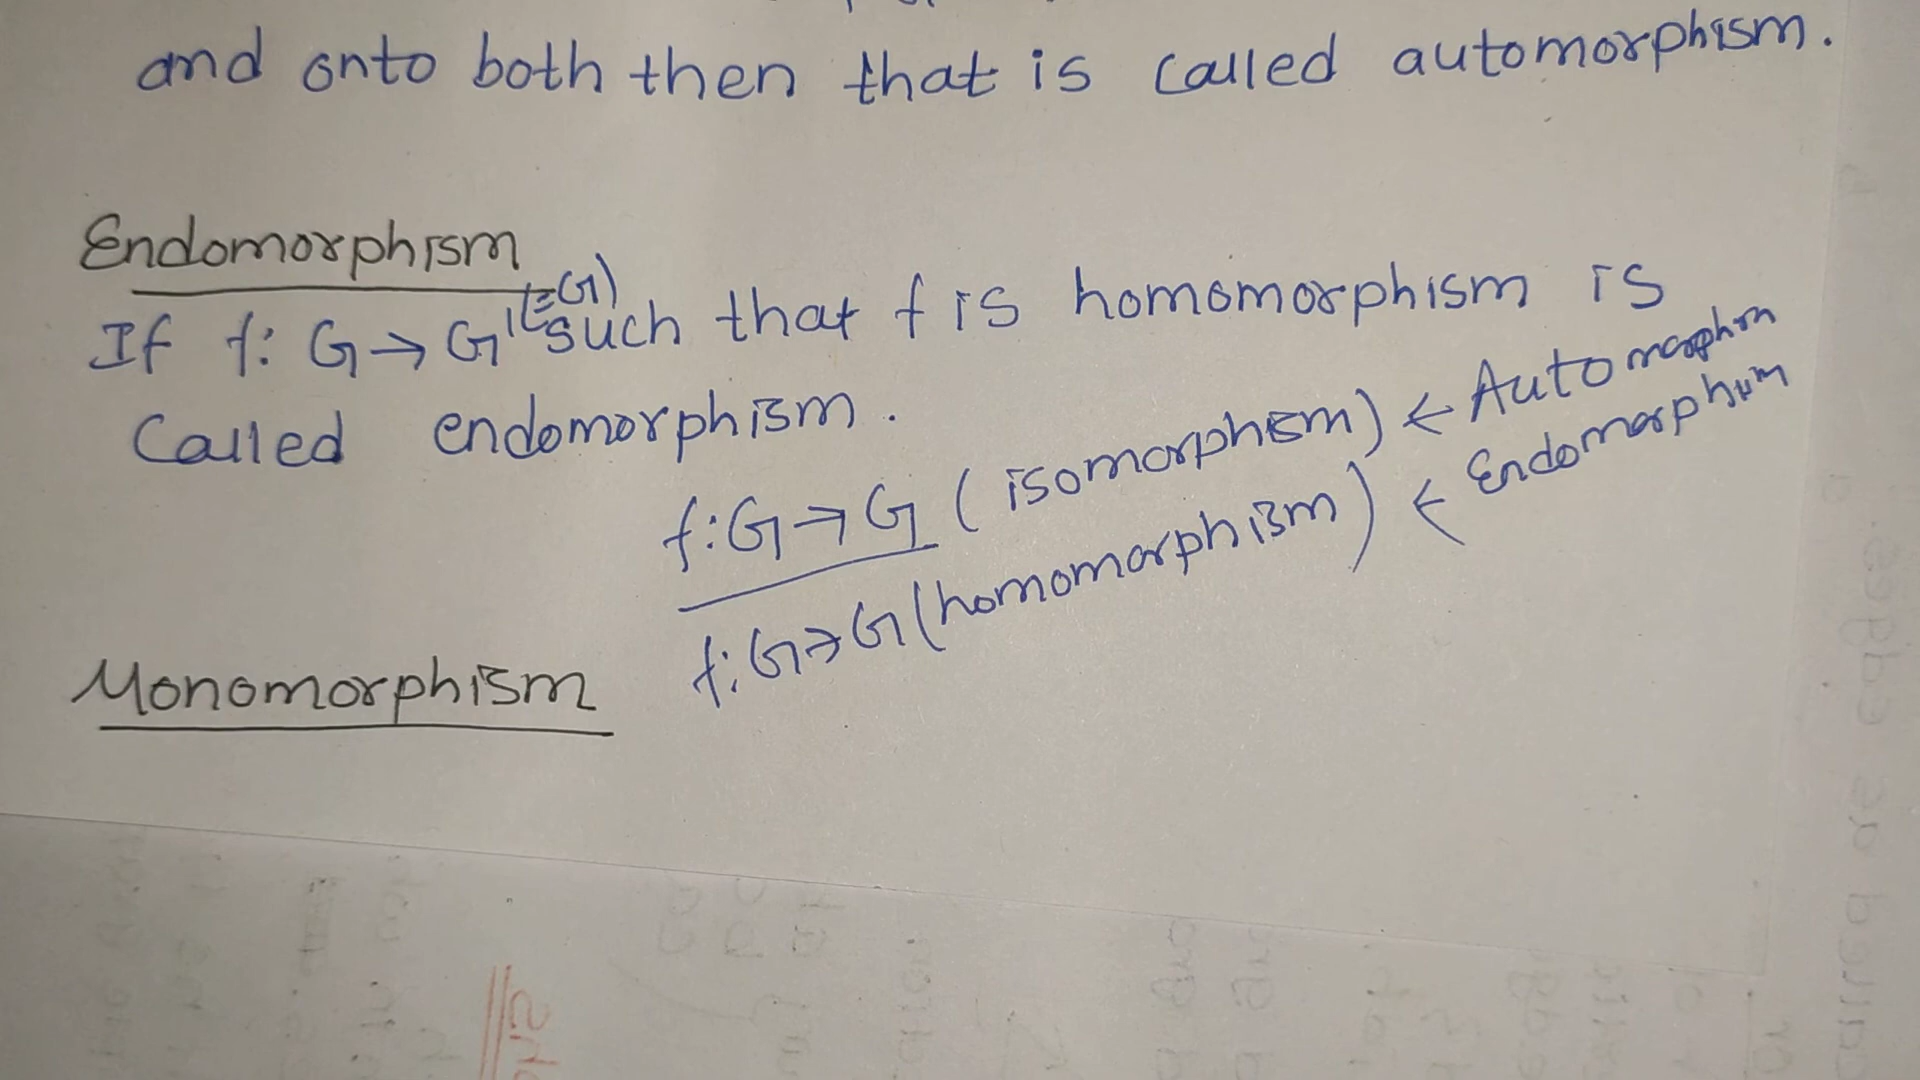 and onto both then that is called automorphism.
Endomorphism
If f: G → G'(=G) such that f is homomorphism is
Called endomorphism.
f: G → G (isomorphism) ← Automorphism
f: G → G (homomorphism) ← Endomorphism
Monomorphism